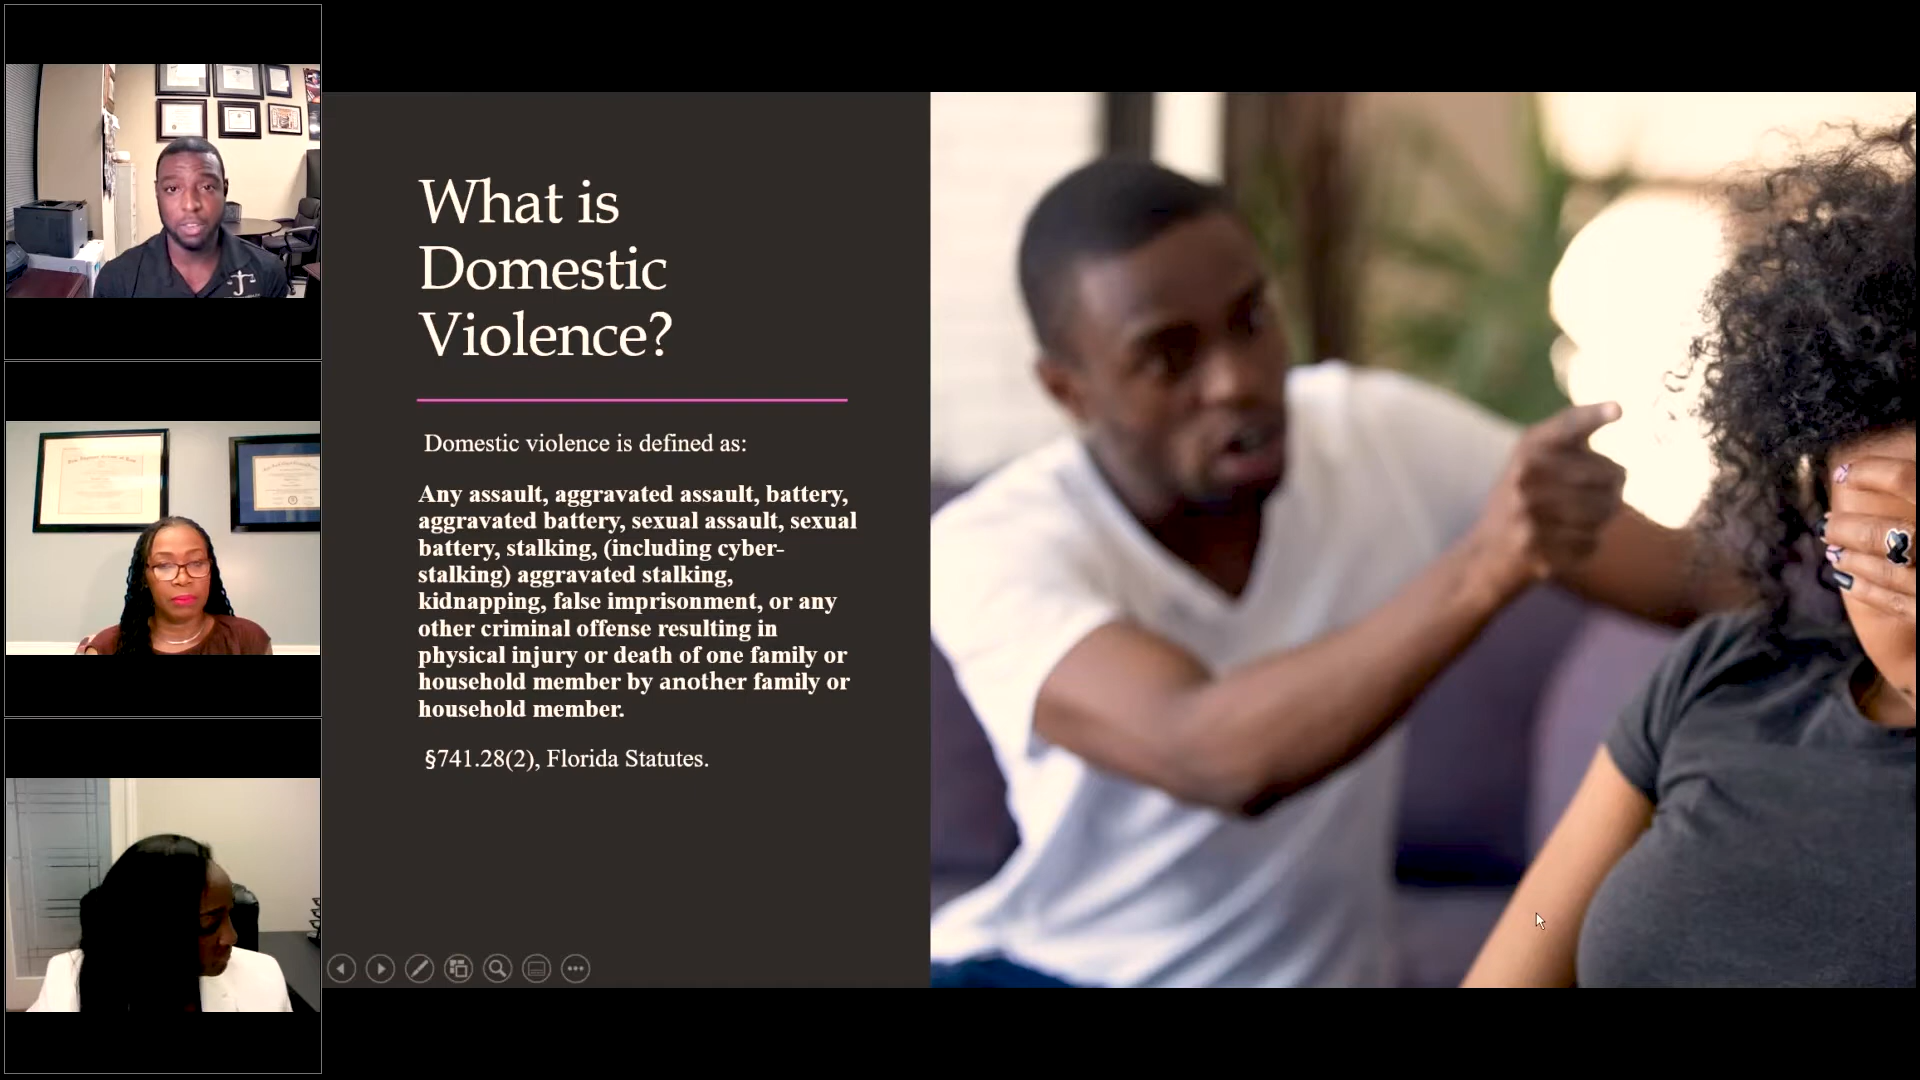 What is
Domestic
Violence?
Domestic violence is defined as:
Any assault, aggravated assault, battery,
aggravated battery, sexual assault, sexual
battery, stalking, (including cyber-
stalking) aggravated stalking,
kidnapping, false imprisonment, or any
other criminal offense resulting in
physical injury or death of one family or
household member by another family or
household member.
§741.28(2), Florida Statutes.